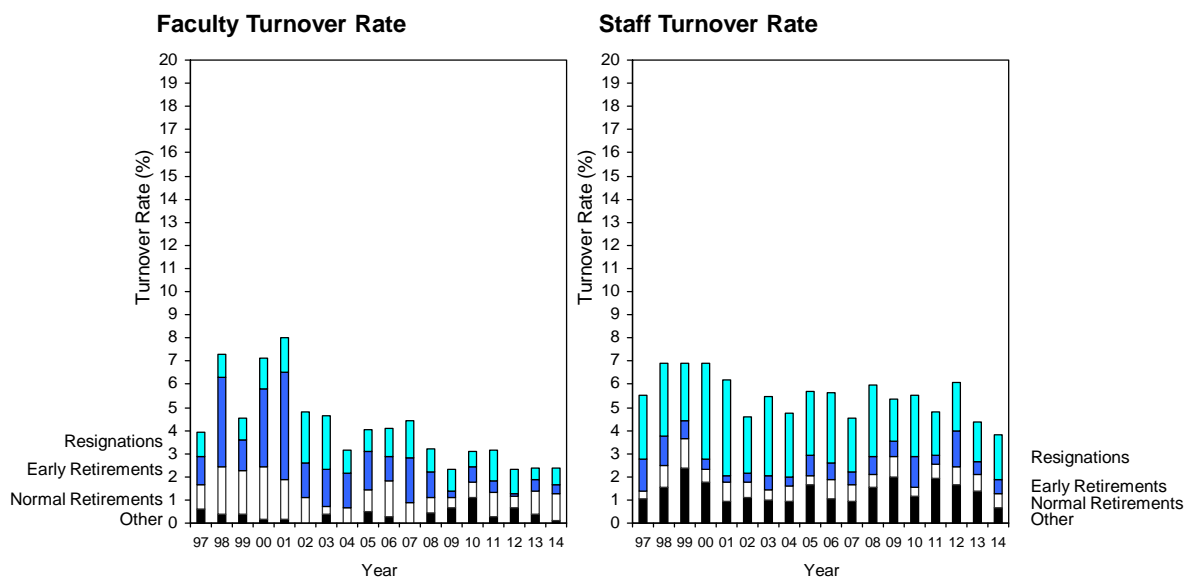 Faculty Turnover Rate
20
19
18
17
16
15
14
13
12
11
10
9
8
7
6
5
4
3
2
1
0
Turnover Rate (%)
Resignations
Early Retirements
Normal Retirements
Other
97 98 99 00 01 02 03 04 05 06 07 08 09 10 11 12 13 14
Year
Staff Turnover Rate
20
19
18
17
16
15
14
13
12
11
10
9
8
7
6
5
4
3
2
1
0
Turnover Rate (%)
97 98 99 00 01 02 03 04 05 06 07 08 09 10 11 12 13 14
Year
Resignations
Early Retirements
Normal Retirements
Other